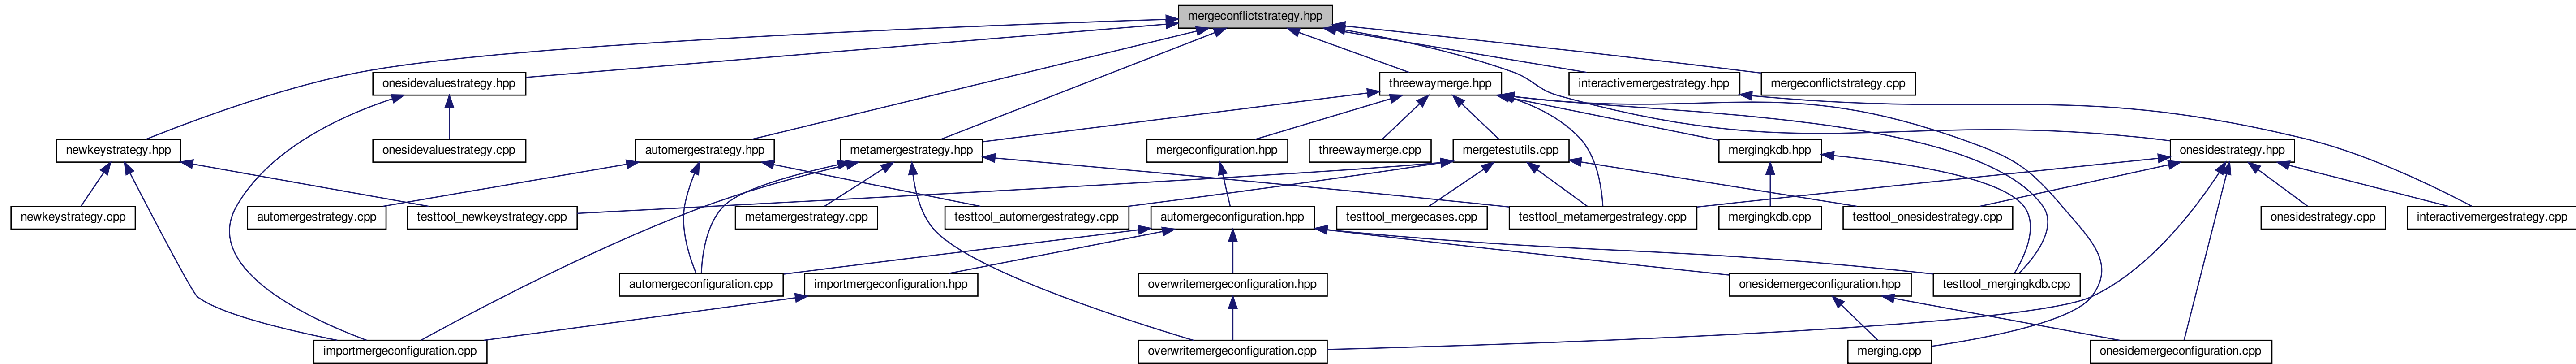 mergeconflictstrategy.hpp
onesidevaluestrategy.hpp
threewaymerge.hpp
interactivemergestrategy.hpp
mergeconflictstrategy.cpp
newkeystrategy.hpp
onesidevaluestrategy.cpp
automergestrategy.hpp
metamergestrategy.hpp
mergeconfiguration.hpp
threewaymerge.cpp
mergetestutils.cpp
mergingkdb.hpp
onesidestrategy.hpp
newkeystrategy.cpp
automergestrategy.cpp
testtool_newkeystrategy.cpp
metamergestrategy.cpp
testtool_automergestrategy.cpp
automergeconfiguration.hpp
testtool_mergecases.cpp
testtool_metamergestrategy.cpp
mergingkdb.cpp
testtool_onesidestrategy.cpp
onesidestrategy.cpp
interactivemergestrategy.cpp
automergeconfiguration.cpp
importmergeconfiguration.hpp
overwritemergeconfiguration.hpp
onesidemergeconfiguration.hpp
testtool_mergingkdb.cpp
importmergeconfiguration.cpp
overwritemergeconfiguration.cpp
merging.cpp
onesidemergeconfiguration.cpp